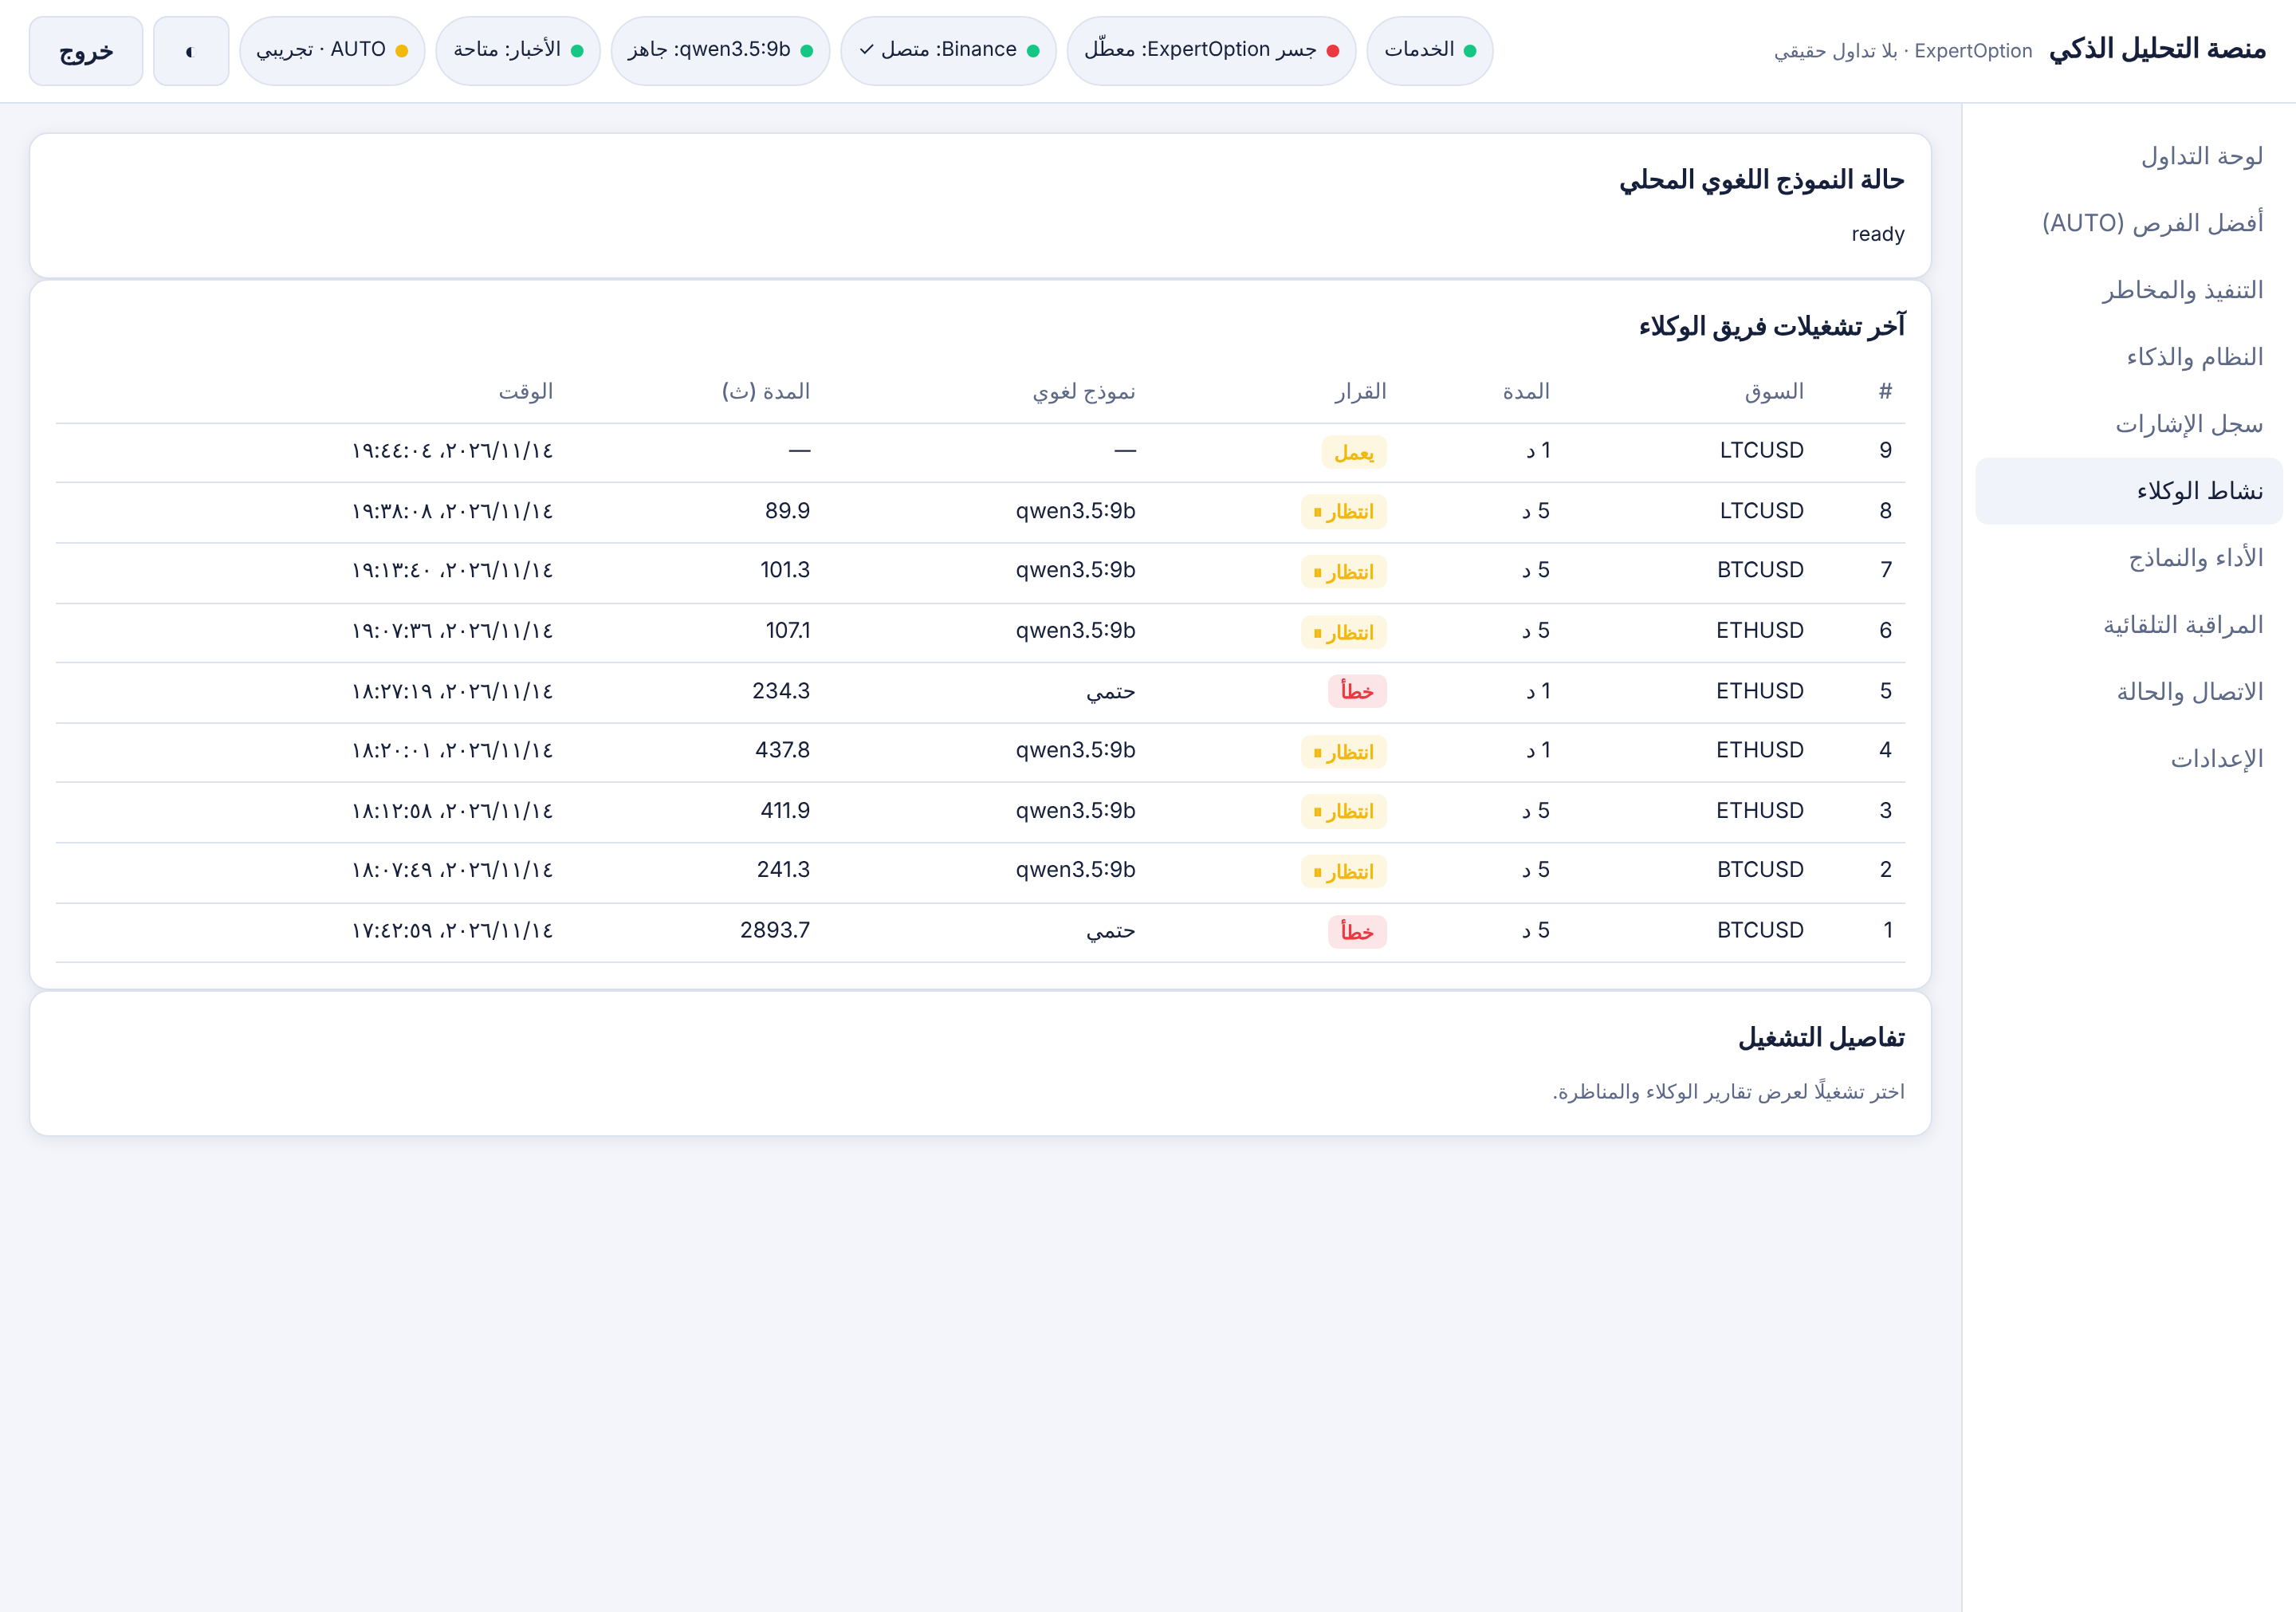 منصة التحليل الذكي ExpertOption · بلا تداول حقيقي
الخدمات
جسر ExpertOption: معطّل
Binance: متصل ✓
qwen3.5:9b: جاهز
الأخبار: متاحة
AUTO · تجريبي
خروج
لوحة التداول
أفضل الفرص (AUTO)
التنفيذ والمخاطر
النظام والذكاء
سجل الإشارات
نشاط الوكلاء
الأداء والنماذج
المراقبة التلقائية
الاتصال والحالة
الإعدادات
حالة النموذج اللغوي المحلي
ready
آخر تشغيلات فريق الوكلاء
# السوق المدة القرار نموذج لغوي المدة (ث) الوقت
9 LTCUSD 1 د يعمل — — ٢٠٢٦/١١/١٤، ١٩:٤٤:٠٤
8 LTCUSD 5 د انتظار qwen3.5:9b 89.9 ٢٠٢٦/١١/١٤، ١٩:٣٨:٠٨
7 BTCUSD 5 د انتظار qwen3.5:9b 101.3 ٢٠٢٦/١١/١٤، ١٩:١٣:٤٠
6 ETHUSD 5 د انتظار qwen3.5:9b 107.1 ٢٠٢٦/١١/١٤، ١٩:٠٧:٣٦
5 ETHUSD 1 د خطأ حتمي 234.3 ٢٠٢٦/١١/١٤، ١٨:٢٧:١٩
4 ETHUSD 1 د انتظار qwen3.5:9b 437.8 ٢٠٢٦/١١/١٤، ١٨:٢٠:٠١
3 ETHUSD 5 د انتظار qwen3.5:9b 411.9 ٢٠٢٦/١١/١٤، ١٨:١٢:٥٨
2 BTCUSD 5 د انتظار qwen3.5:9b 241.3 ٢٠٢٦/١١/١٤، ١٨:٠٧:٤٩
1 BTCUSD 5 د خطأ حتمي 2893.7 ٢٠٢٦/١١/١٤، ١٧:٤٢:٥٩
تفاصيل التشغيل
اختر تشغيلًا لعرض تقارير الوكلاء والمناظرة.